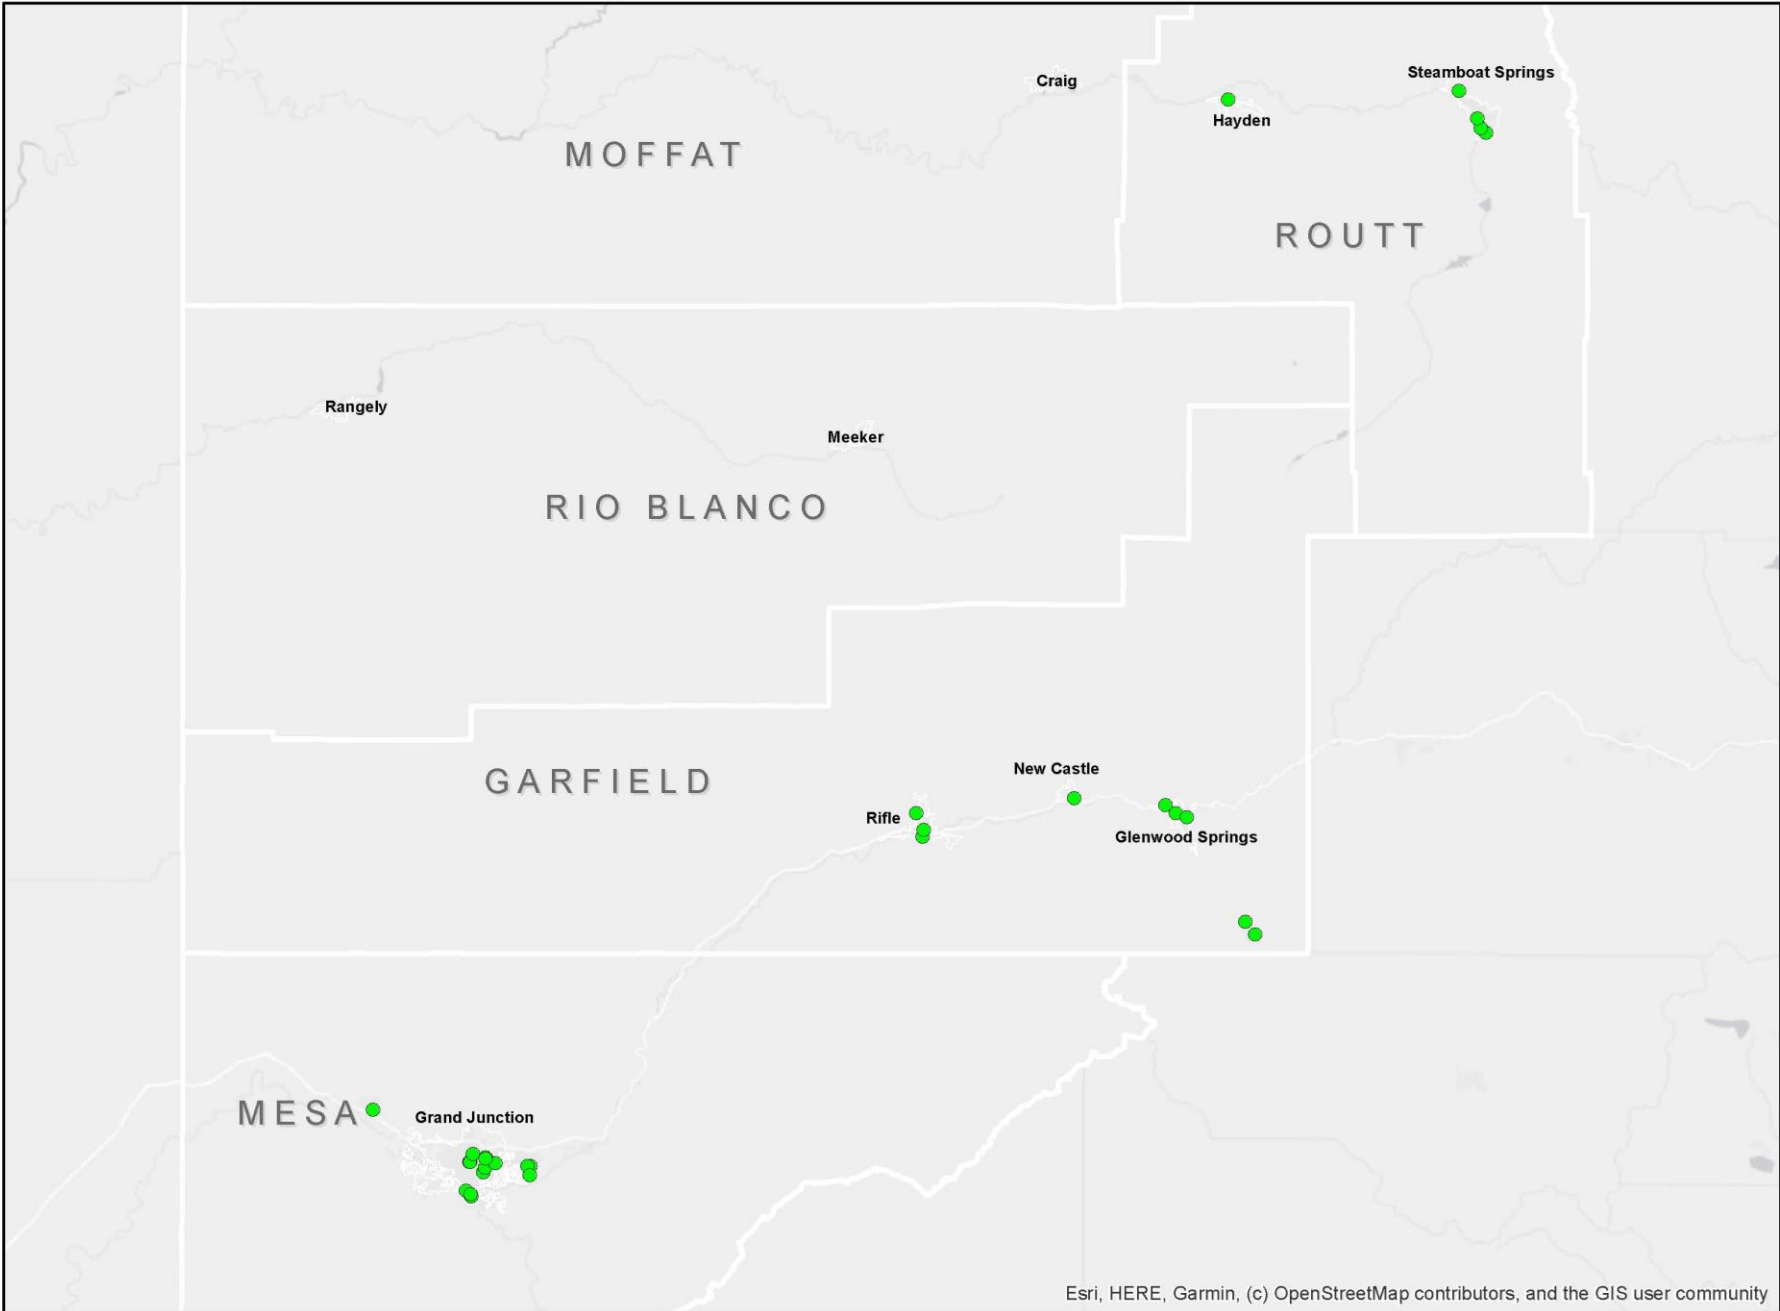 Steamboat Springs
Craig
Hayden
MOFFAT
ROUTT
Rangely
Meeker
RIO BLANCO
New Castle
GARFIELD
Rifle
Glenwood Springs
MESA
Grand Junction
Esri, HERE, Garmin, (c) OpenStreetMap contributors, and the GIS user community